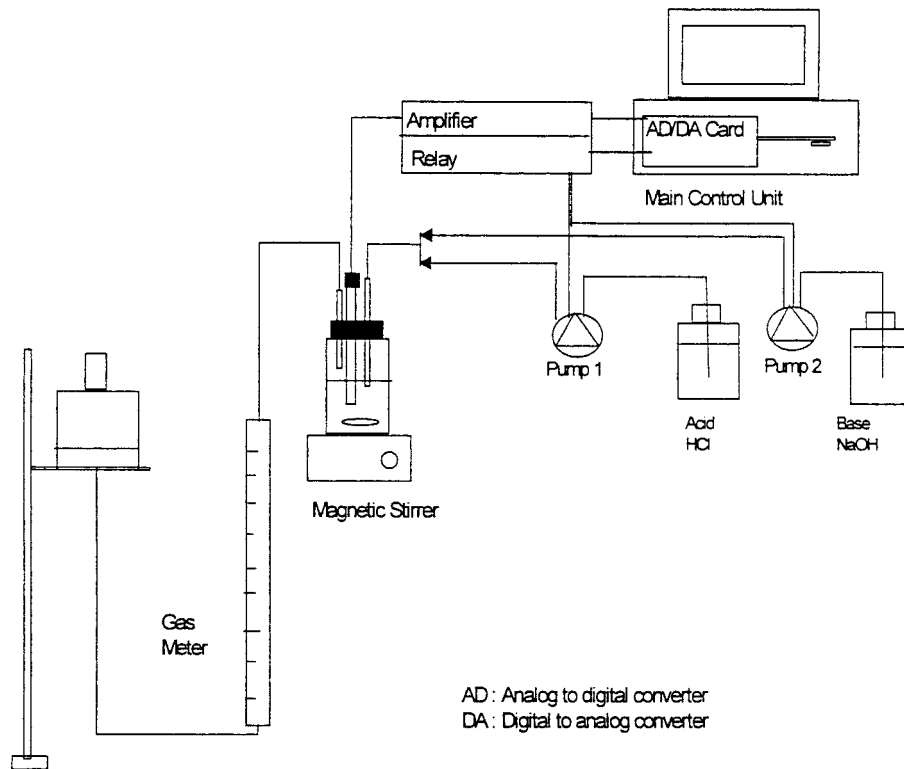 Amplifier
Relay
AD/DA Card
Main Control Unit
Pump 1
Pump 2
Acid
HCl
Base
NaOH
Magnetic Stirrer
Gas
Meter
AD : Analog to digital converter
DA : Digital to analog converter